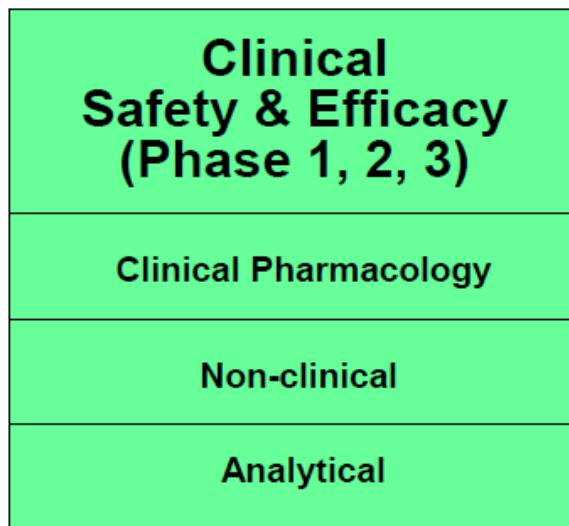 Clinical
Safety & Efficacy
(Phase 1, 2, 3)
Clinical Pharmacology
Non-clinical
Analytical